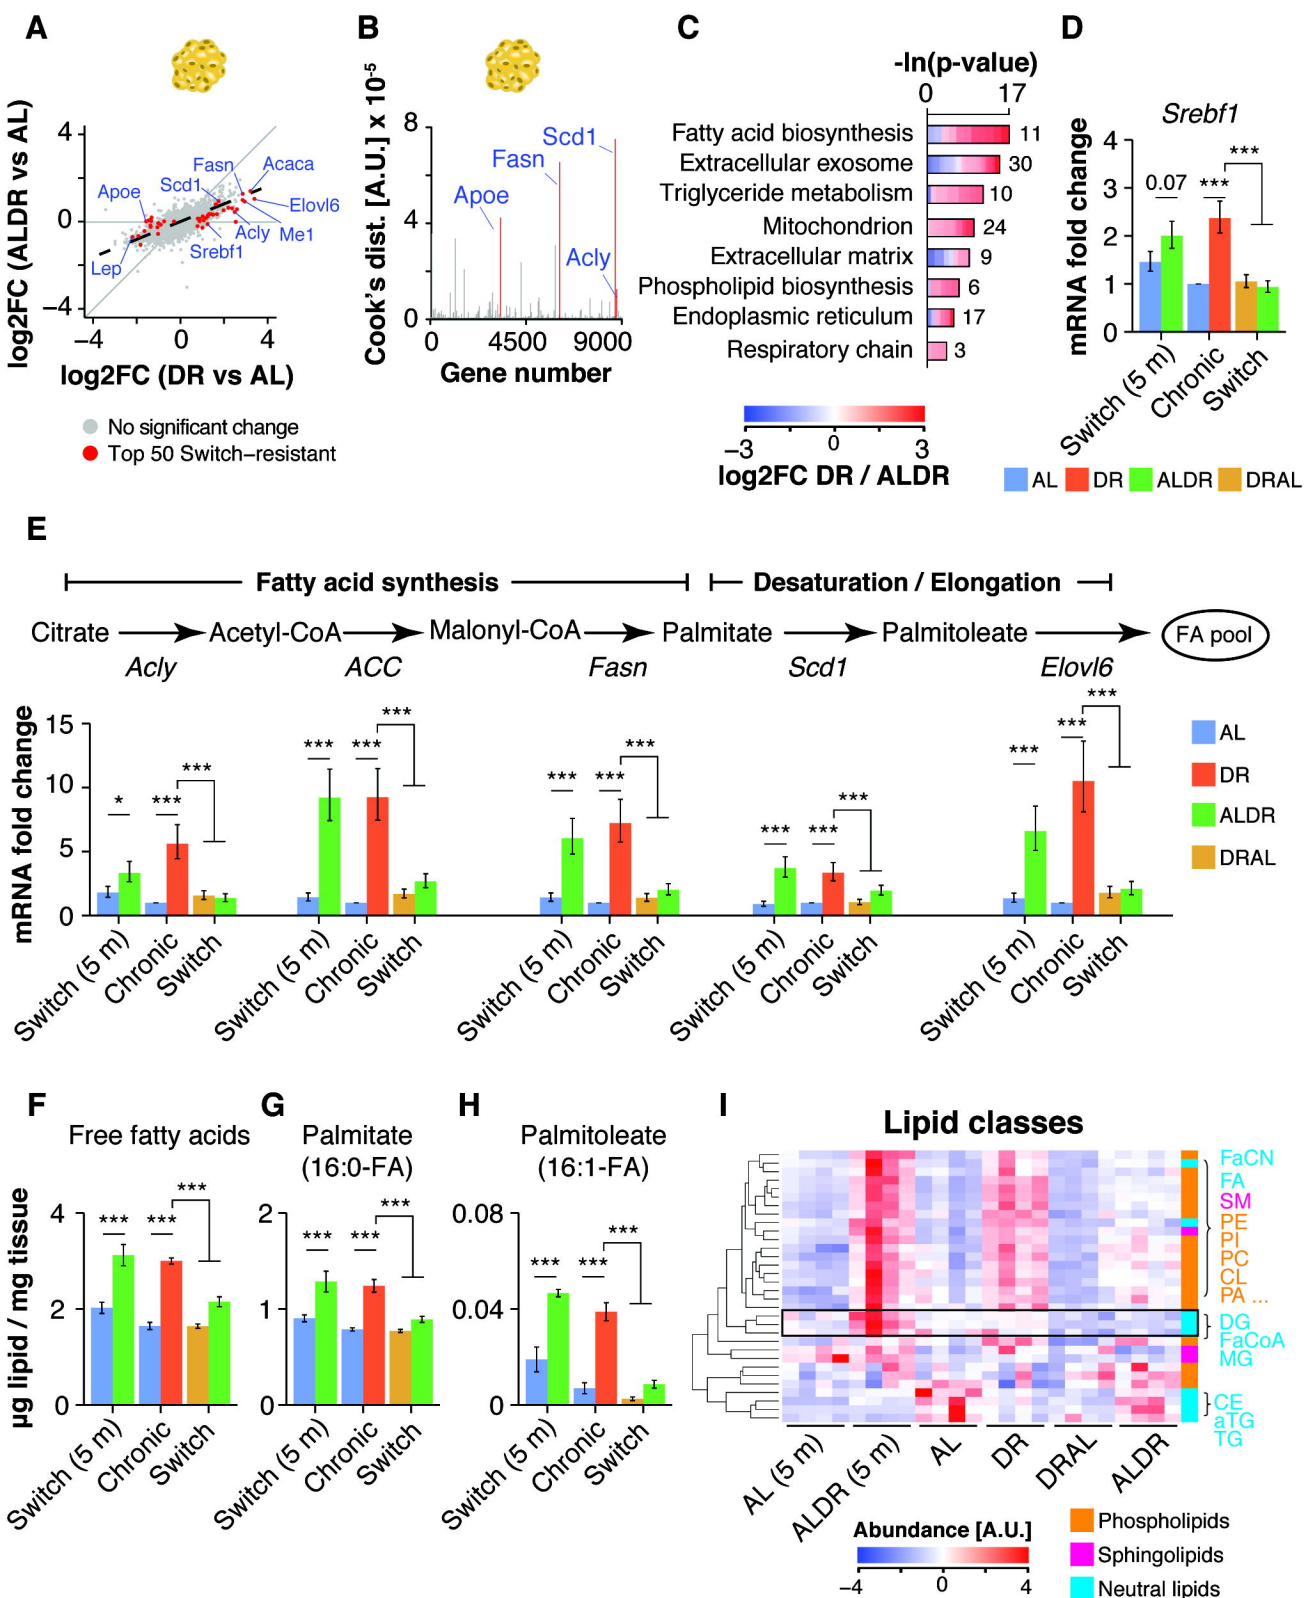 A
B
C
D
log2FC (ALDR vs AL)
4
0
−4
−4
0
4
log2FC (DR vs AL)
Fasn
Acaca
Scd1
Apoe
Elovl6
Acly
Me1
Srebf1
Lep
No significant change
Top 50 Switch−resistant
Cook's dist. [A.U.] x 10-5
8
4
0
0
4500
9000
Gene number
Scd1
Fasn
Apoe
Acly
-ln(p-value)
0
17
Fatty acid biosynthesis 11
Extracellular exosome 30
Triglyceride metabolism 10
Mitochondrion 24
Extracellular matrix 9
Phospholipid biosynthesis 6
Endoplasmic reticulum 17
Respiratory chain 3
−3
0
3
log2FC DR / ALDR
Srebf1
mRNA fold change
4
3
2
1
0
0.07
***
***
Switch (5 m)
Chronic
Switch
AL
DR
ALDR
DRAL
E
Fatty acid synthesis
Desaturation / Elongation
Citrate
Acetyl-CoA
Malonyl-CoA
Palmitate
Palmitoleate
FA pool
Acly
ACC
Fasn
Scd1
Elovl6
mRNA fold change
15
10
5
0
*
***
***
***
***
***
***
***
***
***
***
***
***
***
***
Switch (5 m)
Chronic
Switch
Switch (5 m)
Chronic
Switch
Switch (5 m)
Chronic
Switch
Switch (5 m)
Chronic
Switch
Switch (5 m)
Chronic
Switch
AL
DR
ALDR
DRAL
F
Free fatty acids
µg lipid / mg tissue
4
2
0
***
***
***
Switch (5 m)
Chronic
Switch
G
Palmitate
(16:0-FA)
2
1
0
***
***
***
Switch (5 m)
Chronic
Switch
H
Palmitoleate
(16:1-FA)
0.08
0.04
0
***
***
***
Switch (5 m)
Chronic
Switch
I
Lipid classes
FaCN
FA
SM
PE
PI
PC
CL
PA ...
DG
FaCoA
MG
CE
aTG
TG
AL (5 m)
ALDR (5 m)
AL
DR
DRAL
ALDR
Abundance [A.U.]
−4
0
4
Phospholipids
Sphingolipids
Neutral lipids